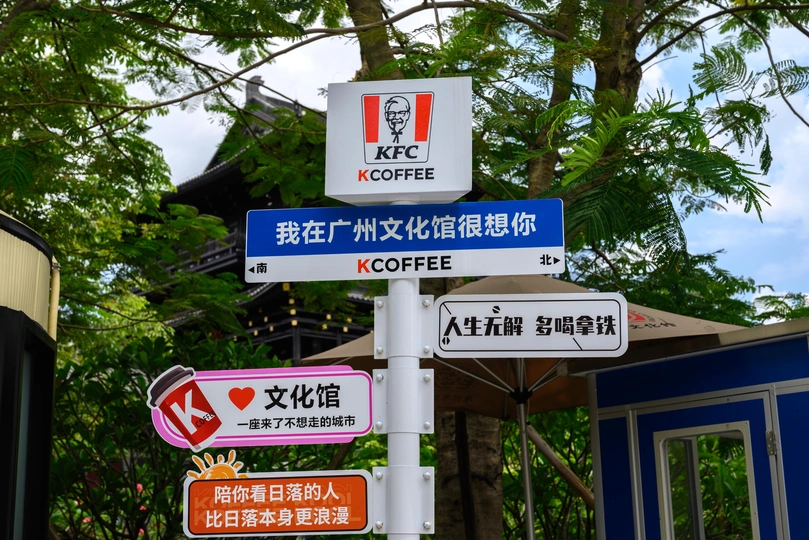 KFC
KCOFFEE
我在广州文化馆很想你
南
KCOFFEE
北
人生无解 多喝拿铁
K
COFFEE
文化馆
一座来了不想走的城市
陪你看日落的人
比日落本身更浪漫